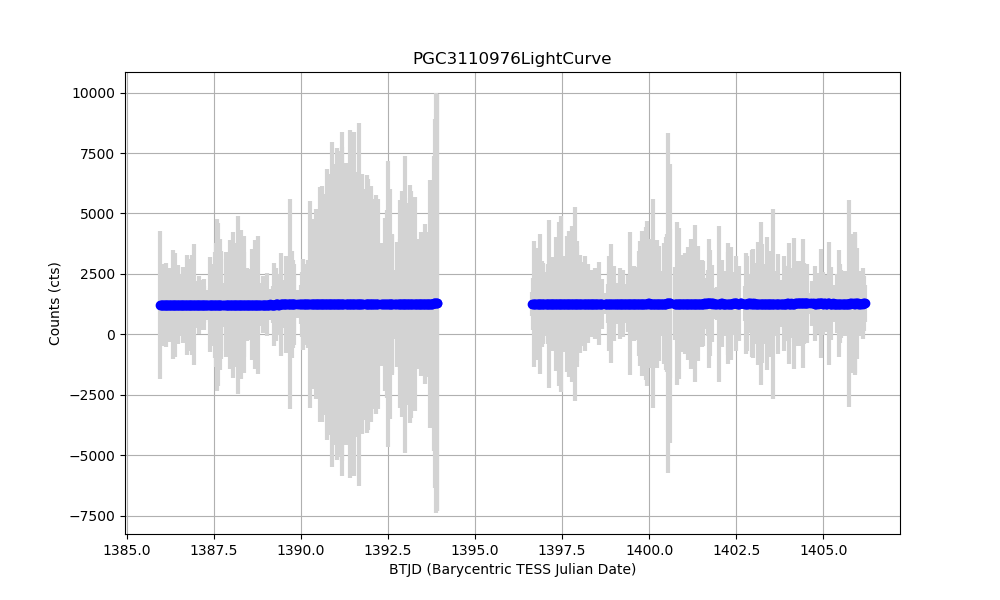 PGC3110976LightCurve
10000
7500
5000
2500
0
−2500
−5000
−7500
Counts (cts)
1385.0 1387.5 1390.0 1392.5 1395.0 1397.5 1400.0 1402.5 1405.0
BTJD (Barycentric TESS Julian Date)